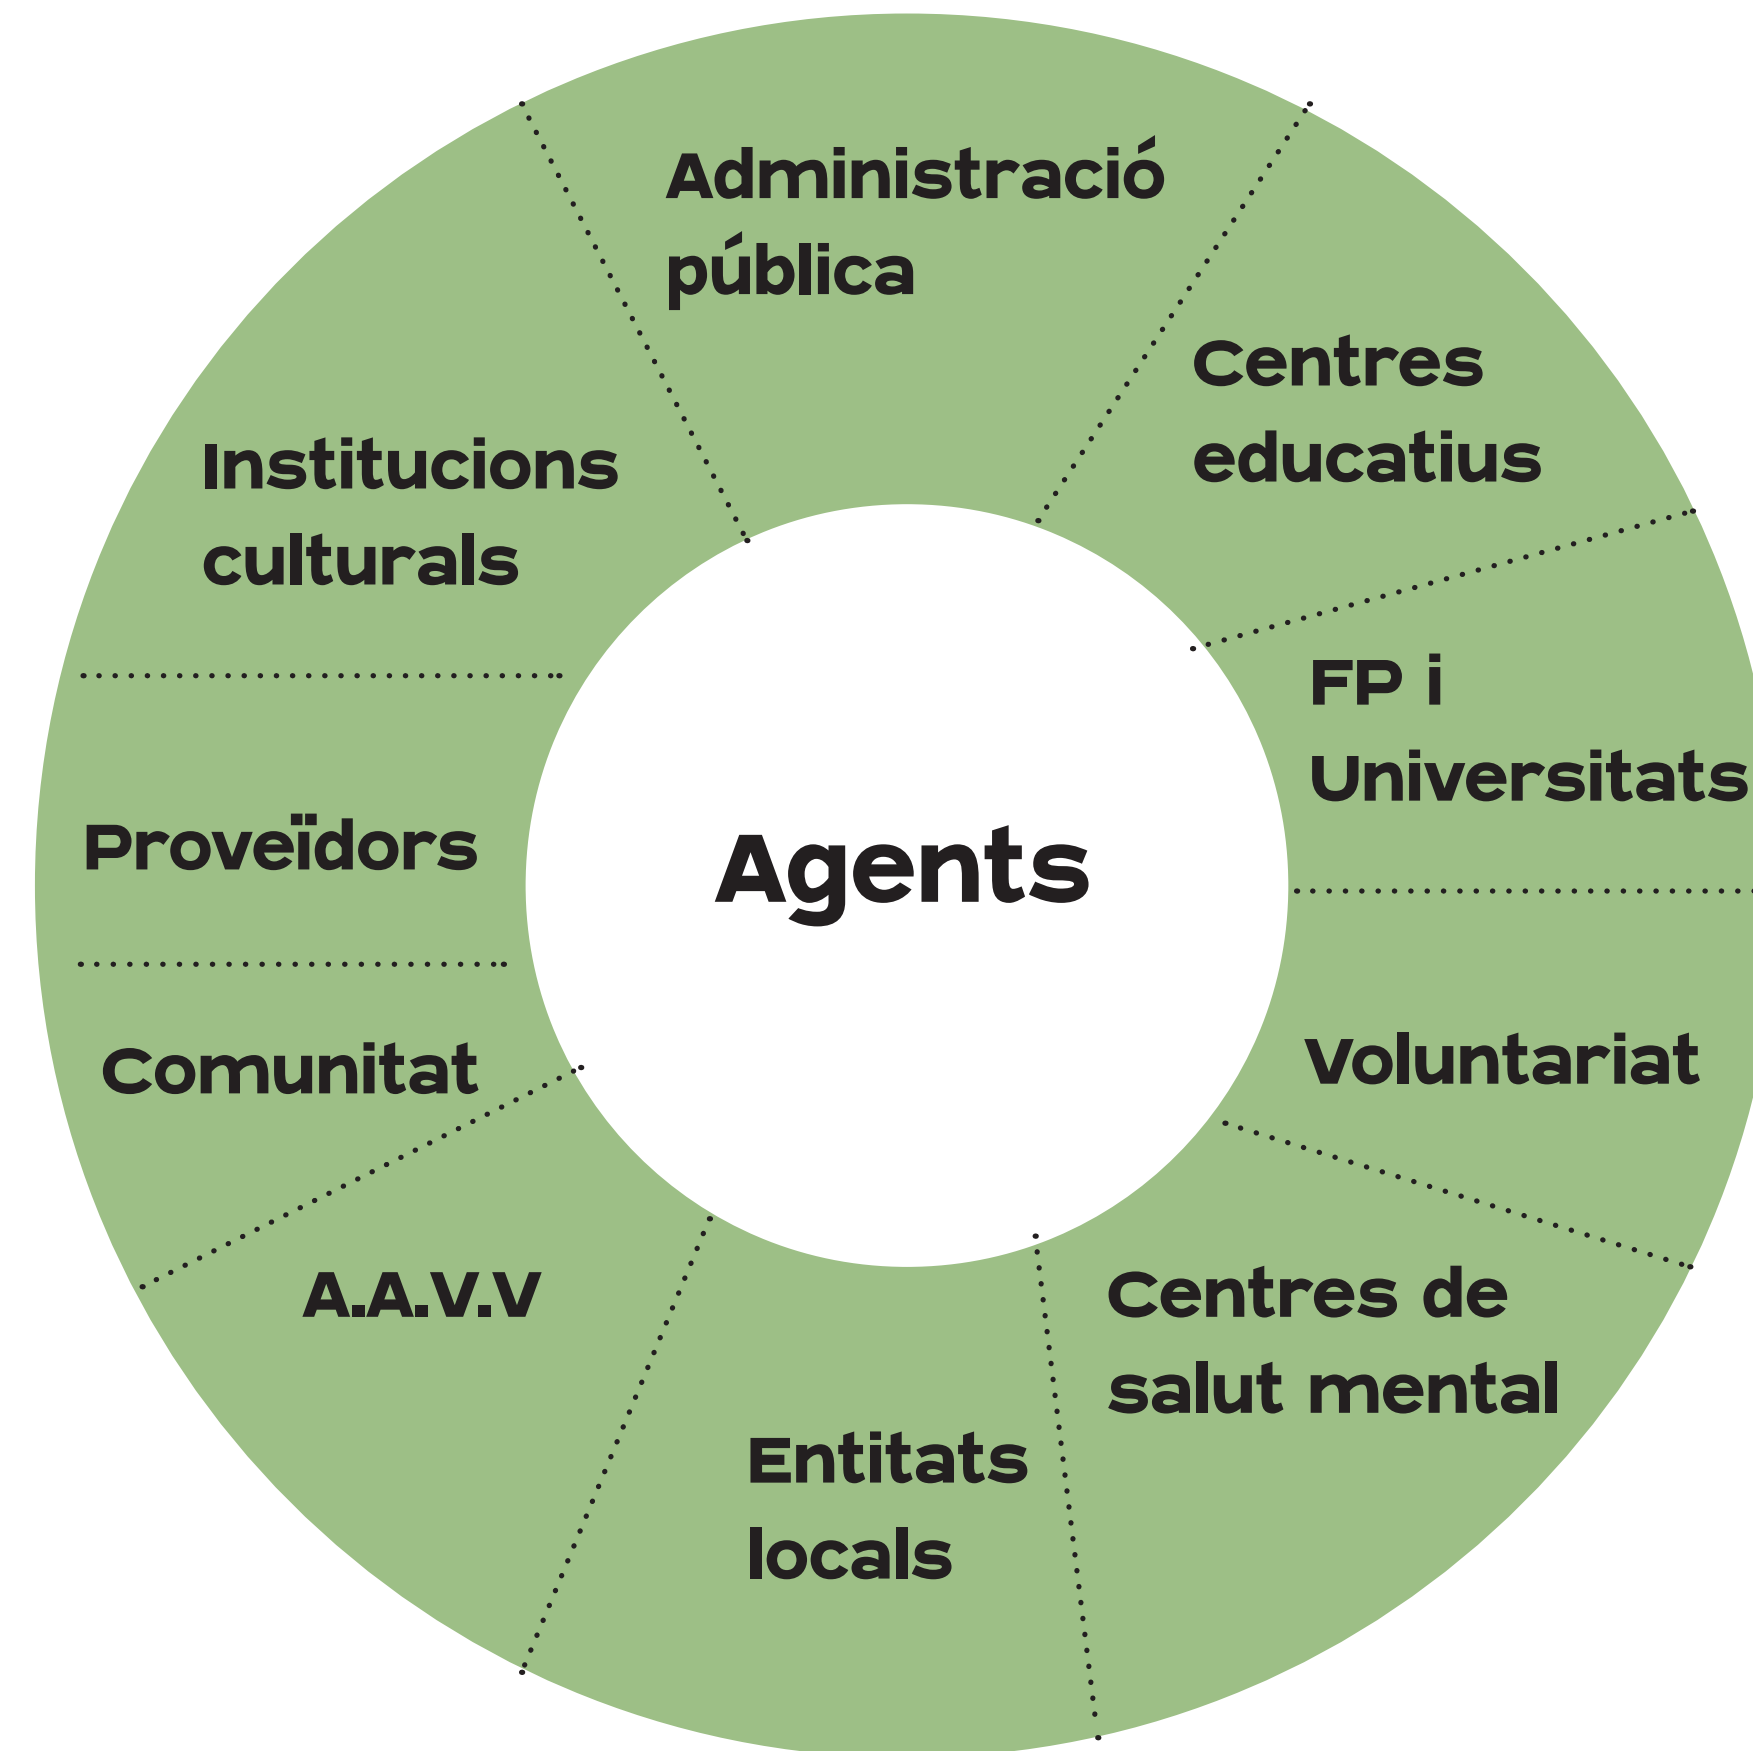 Administració
pública
Centres
educatius
FP i
Universitats
Voluntariat
Centres de
salut mental
Entitats
locals
A.A.V.V
Comunitat
Proveïdors
Institucions
culturals
Agents